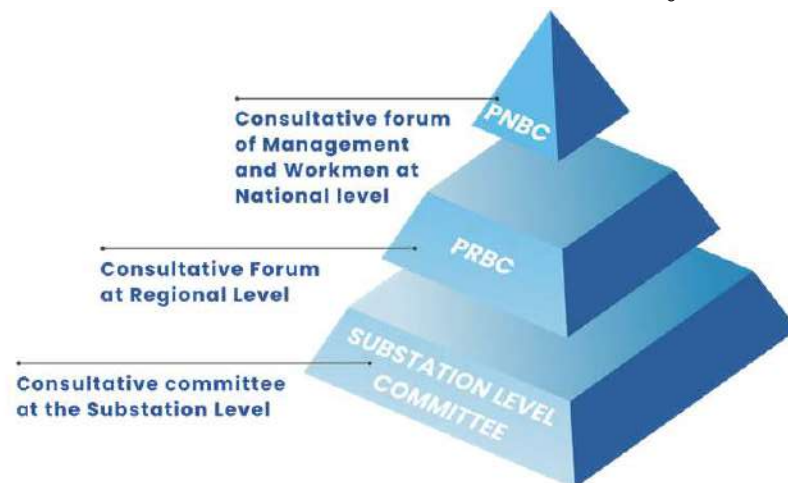 Consultative forum
of Management
and Workmen at
National level
PNBC
Consultative Forum
at Regional Level
PRBC
Consultative committee
at the Substation Level
SUBSTATION LEVEL
COMMITTEE